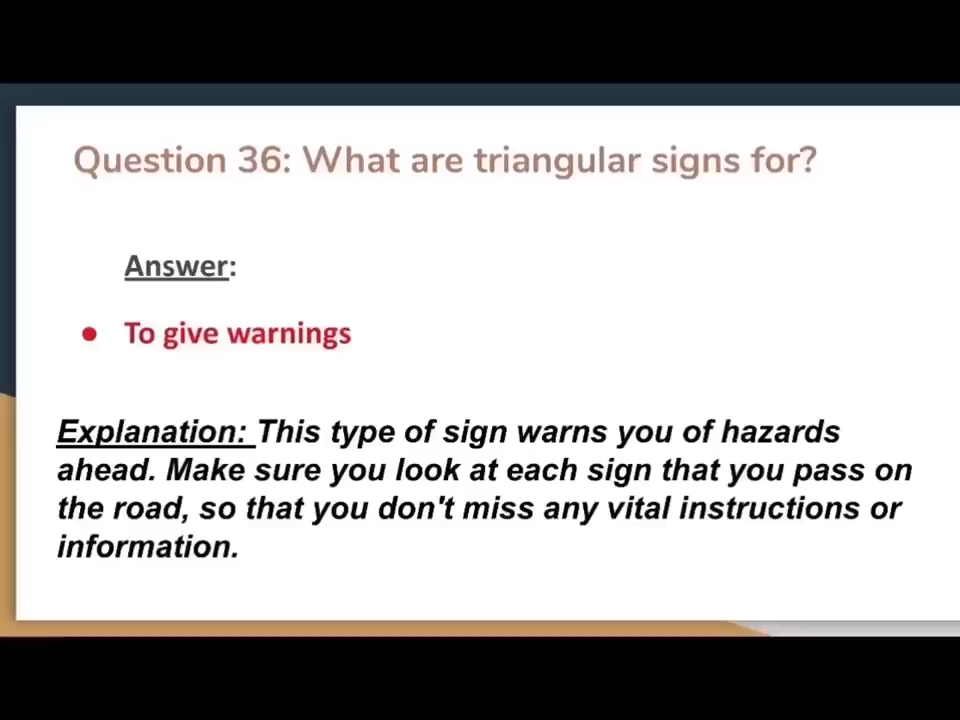 Question 36: What are triangular signs for?
Answer:
● To give warnings
Explanation: This type of sign warns you of hazards
ahead. Make sure you look at each sign that you pass on
the road, so that you don't miss any vital instructions or
information.